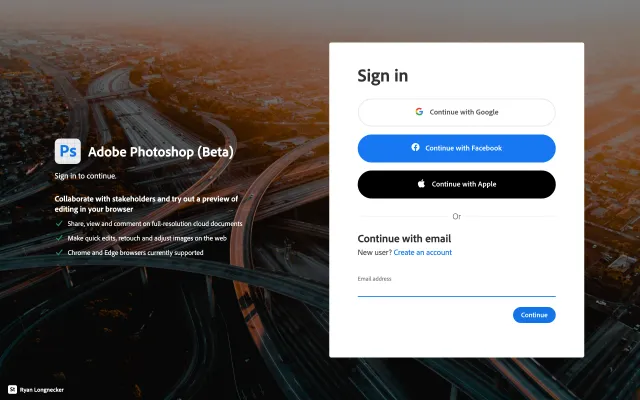 Ps
Adobe Photoshop (Beta)
Sign in to continue.
Collaborate with stakeholders and try out a preview of
editing in your browser
Share, view and comment on full-resolution cloud documents
Make quick edits, retouch and adjust images on the web
Chrome and Edge browsers currently supported
St Ryan Longnecker
Sign in
Continue with Google
Continue with Facebook
Continue with Apple
Or
Continue with email
New user? Create an account
Email address
Continue